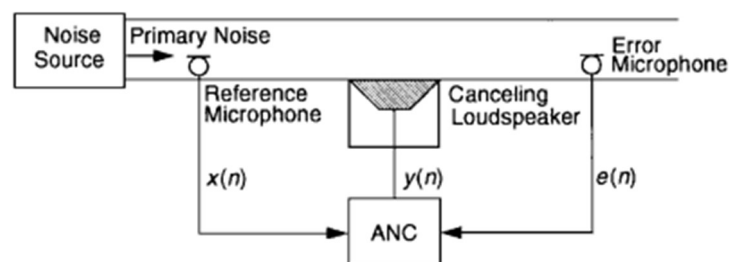 Noise
Source
Primary Noise
Reference
Microphone
Canceling
Loudspeaker
Error
Microphone
x(n)
y(n)
e(n)
ANC